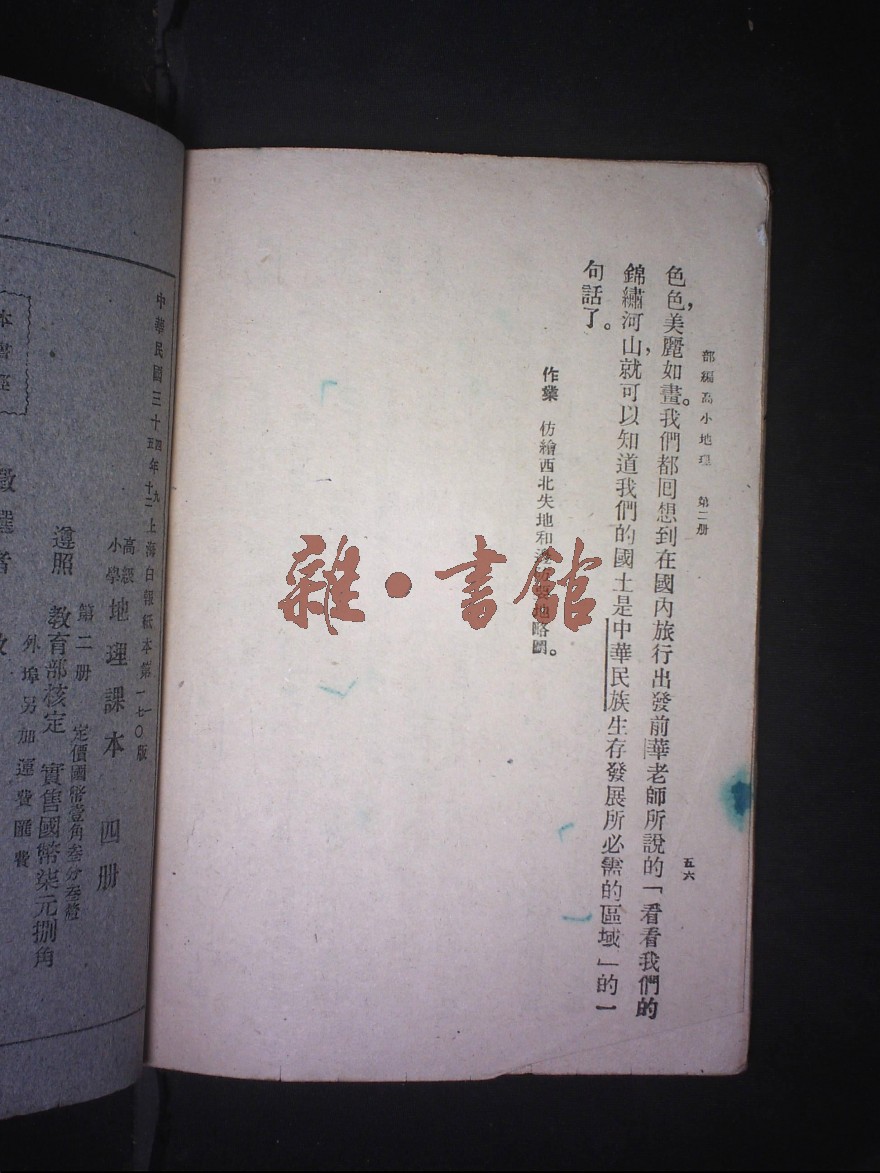 部編高小地理 第二册
五六
色色，美麗如畫。我們都囘想到在國內旅行出發前華老師所說的「看看我們的
錦繡河山，就可以知道我們的國土是中華民族生存發展所必需的區域」的一
句話了。
作業 仿繪西北失地和 略圖。
雜·書館
中華民國三十四年九 上海白報紙本第一 版
五 十二 一七〇
高級
小學 地理課本 四册
第二册 定價國幣壹角叁分叁釐
遵照 教育部核定 實售國幣柒元捌角
外埠另加運費匯費